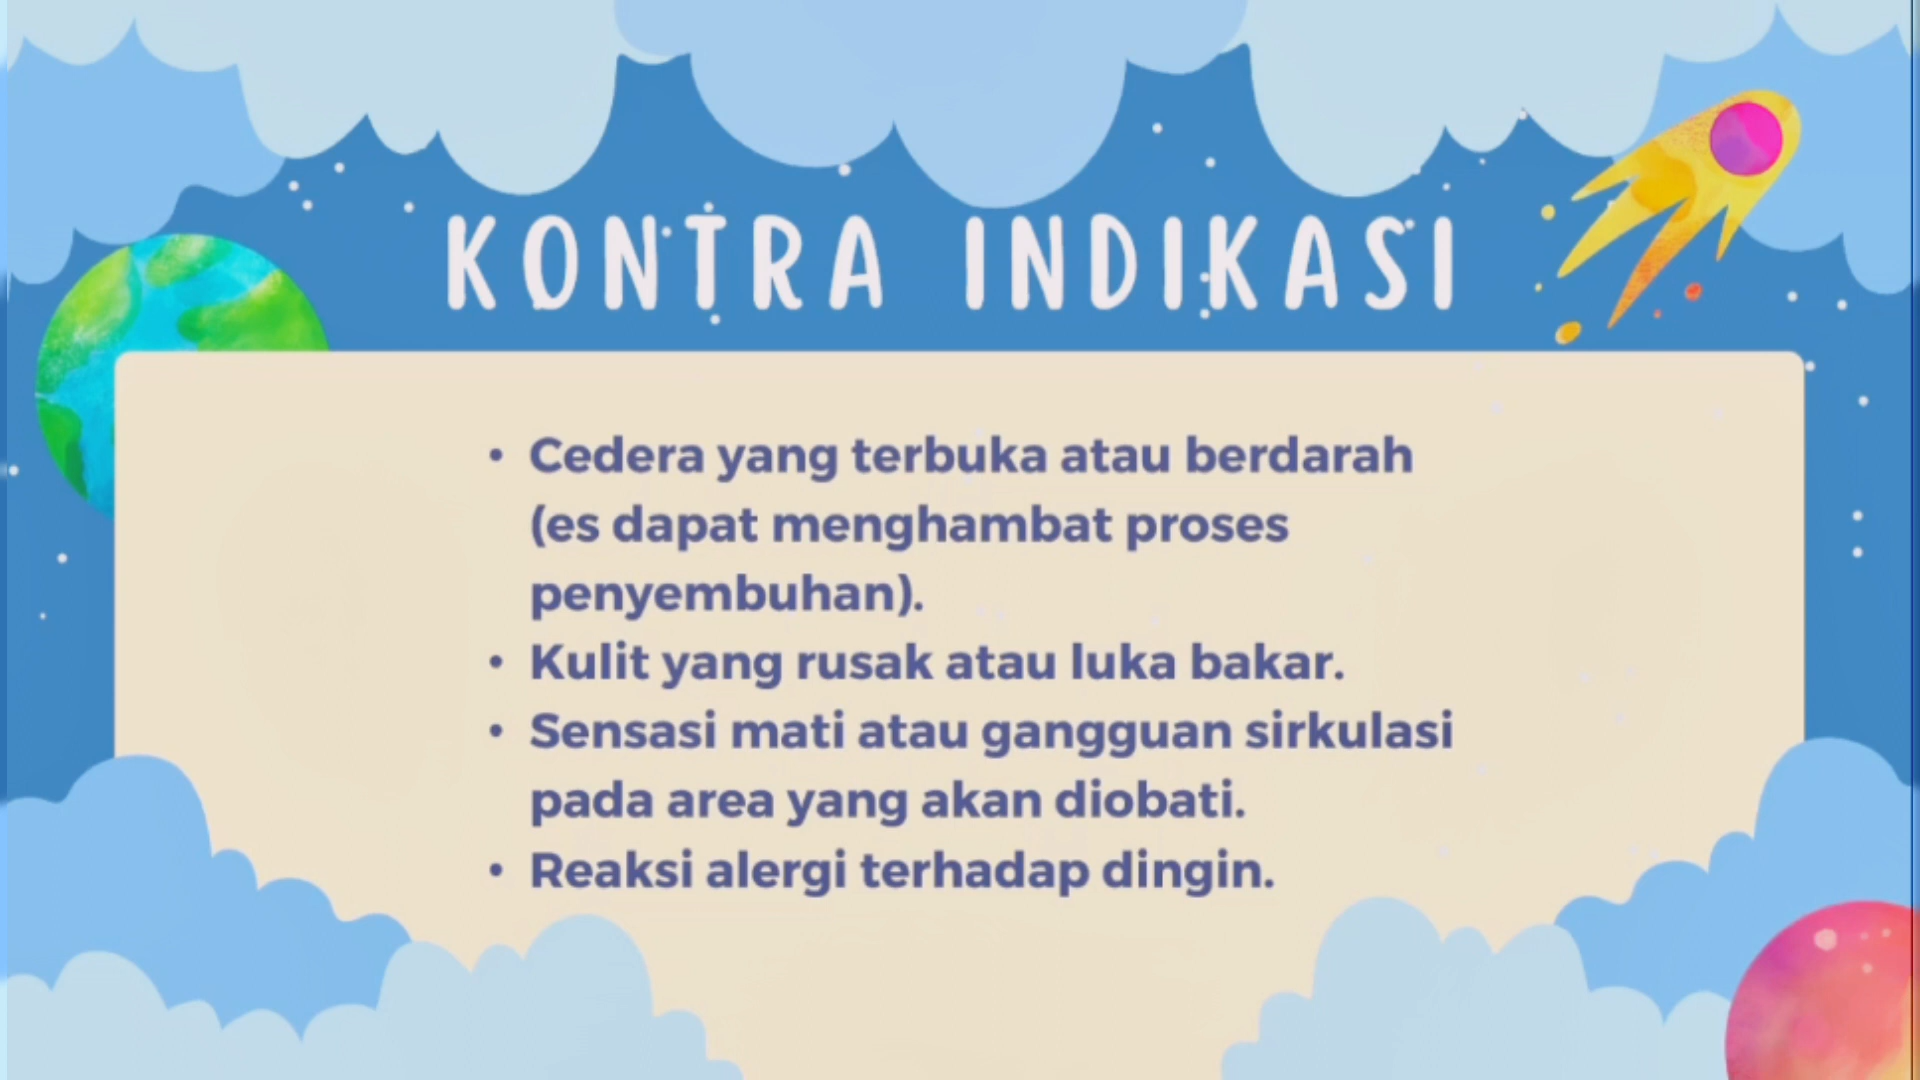 KONTRA INDIKASI
• Cedera yang terbuka atau berdarah
(es dapat menghambat proses
penyembuhan).
• Kulit yang rusak atau luka bakar.
• Sensasi mati atau gangguan sirkulasi
pada area yang akan diobati.
• Reaksi alergi terhadap dingin.